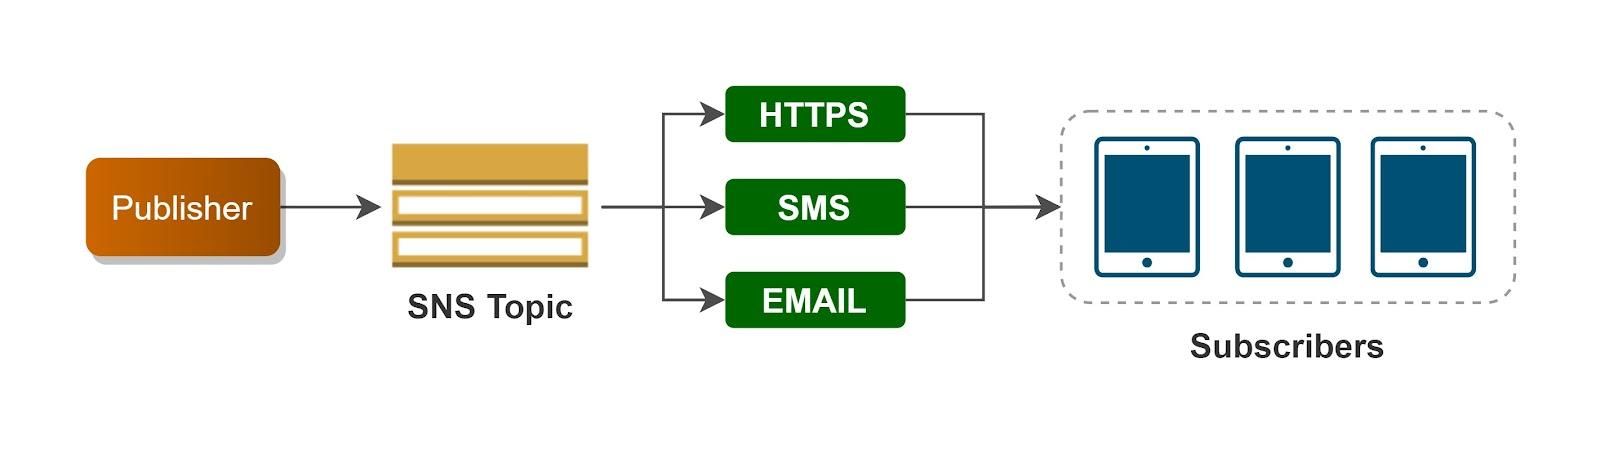 Publisher
SNS Topic
HTTPS
SMS
EMAIL
Subscribers